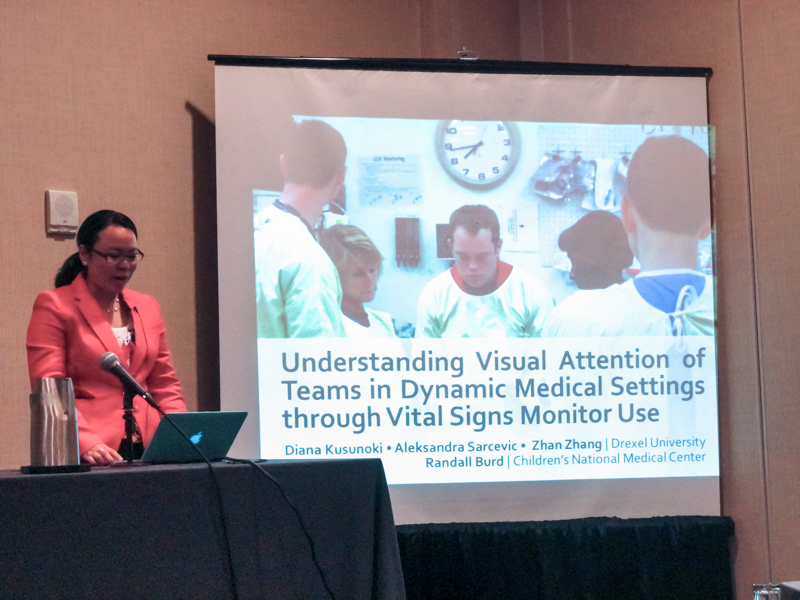 Understanding Visual Attention of
Teams in Dynamic Medical Settings
through Vital Signs Monitor Use
Diana Kusunoki • Aleksandra Sarcevic • Zhan Zhang | Drexel University
Randall Burd | Children's National Medical Center